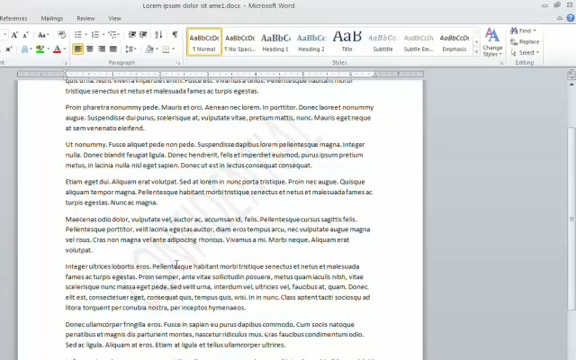 Lorem ipsum dolor sit ame1.docx - Microsoft Word
References Mailings Review View
AaBbCcDc AaBbCcDc AaBbC AaBbCc AaB AaBbCc. AaBbCcDc
¶ Normal ¶ No Spaci... Heading 1 Heading 2 Title Subtitle Emphasis
Change Styles
Find
Replace
Select
Paragraph Styles Editing
tristique senectus et netus et malesuada fames ac turpis egestas.
Proin pharetra nonummy pede. Mauris et orci. Aenean nec lorem. In porttitor. Donec laoreet nonummy
augue. Suspendisse dui purus, scelerisque at, vulputate vitae, pretium mattis, nunc. Mauris eget neque
at sem venenatis eleifend.
Ut nonummy. Fusce aliquet pede non pede. Suspendisse dapibus lorem pellentesque magna. Integer
nulla. Donec blandit feugiat ligula. Donec hendrerit, felis et imperdiet euismod, purus ipsum pretium
metus, in lacinia nulla nisl eget sapien. Donec ut est in lectus consequat consequat.
Etiam eget dui. Aliquam erat volutpat. Sed at lorem in nunc porta tristique. Proin nec augue. Quisque
aliquam tempor magna. Pellentesque habitant morbi tristique senectus et netus et malesuada fames ac
turpis egestas. Nunc ac magna.
Maecenas odio dolor, vulputate vel, auctor ac, accumsan id, felis. Pellentesque cursus sagittis felis.
Pellentesque porttitor, velit lacinia egestas auctor, diam eros tempus arcu, nec vulputate augue magna
vel risus. Cras non magna vel ante adipiscing rhoncus. Vivamus a mi. Morbi neque. Aliquam erat
volutpat.
Integer ultrices lobortis eros. Pellentesque habitant morbi tristique senectus et netus et malesuada
fames ac turpis egestas. Proin semper, ante vitae sollicitudin posuere, metus quam iaculis nibh, vitae
scelerisque nunc massa eget pede. Sed velit urna, interdum vel, ultricies vel, faucibus at, quam. Donec
elit est, consectetuer eget, consequat quis, tempus quis, wisi. In in nunc. Class aptent taciti sociosqu ad
litora torquent per conubia nostra, per inceptos hymenaeos.
Donec ullamcorper fringilla eros. Fusce in sapien eu purus dapibus commodo. Cum sociis natoque
penatibus et magnis dis parturient montes, nascetur ridiculus mus. Cras faucibus condimentum odio.
Sed ac ligula. Aliquam at eros. Etiam at ligula et tellus ullamcorper ultrices.
CONFIDENTIAL